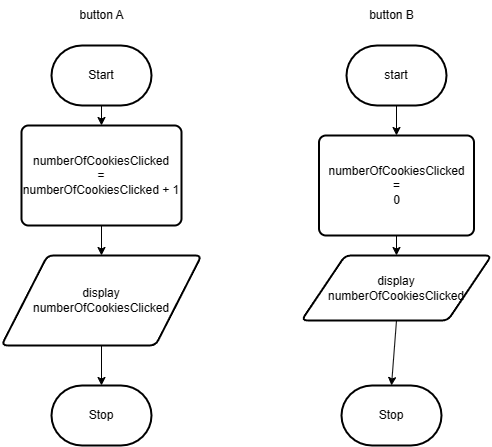 button A
Start
numberOfCookiesClicked
=
numberOfCookiesClicked + 1
display
numberOfCookiesClicked
Stop
button B
start
numberOfCookiesClicked
=
0
display
numberOfCookiesClicked
Stop